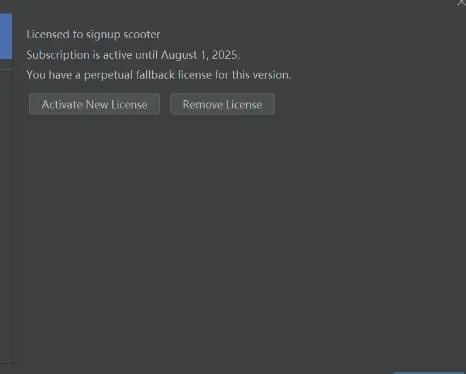 Licensed to signup scooter
Subscription is active until August 1, 2025.
You have a perpetual fallback license for this version.
Activate New License
Remove License